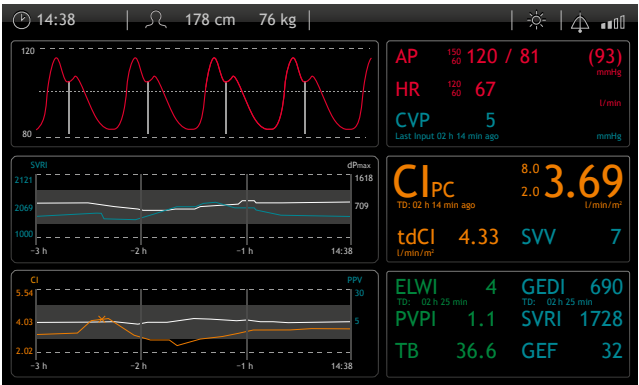 14:38 178 cm 76 kg
120
80
AP 150 60 120 / 81 (93)
mmHg
HR 120 60 67
l/min
CVP 5
Last Input 02 h 14 min ago mmHg
SVRI dPmax
2121 1618
2069 709
1000
−3 h −2 h −1 h 14:38
CIPC 8.0 2.0 3.69
TD: 02 h 14 min ago l/min/m²
tdCI 4.33 SVV 7
l/min/m²
CI PPV
5.54 30
4.03 5
2.02
−3 h −2 h −1 h 14:38
ELWI 4 GEDI 690
TD: 02 h 25 min TD: 02 h 25 min
PVPI 1.1 SVRI 1728
TB 36.6 GEF 32